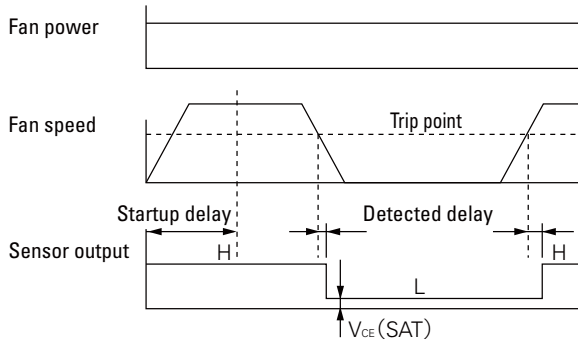 Fan power
Fan speed
Trip point
Startup delay
Detected delay
Sensor output
H
L
H
VCE(SAT)